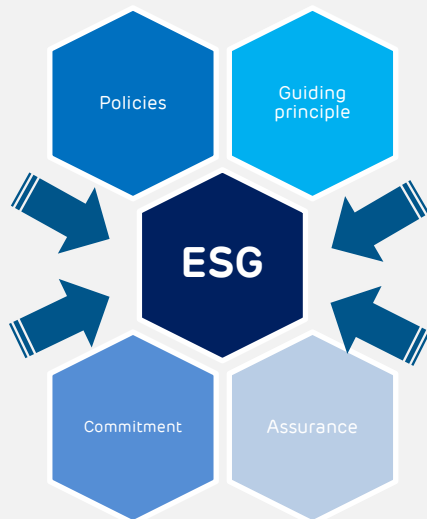 Policies
Guiding
principle
ESG
Commitment
Assurance